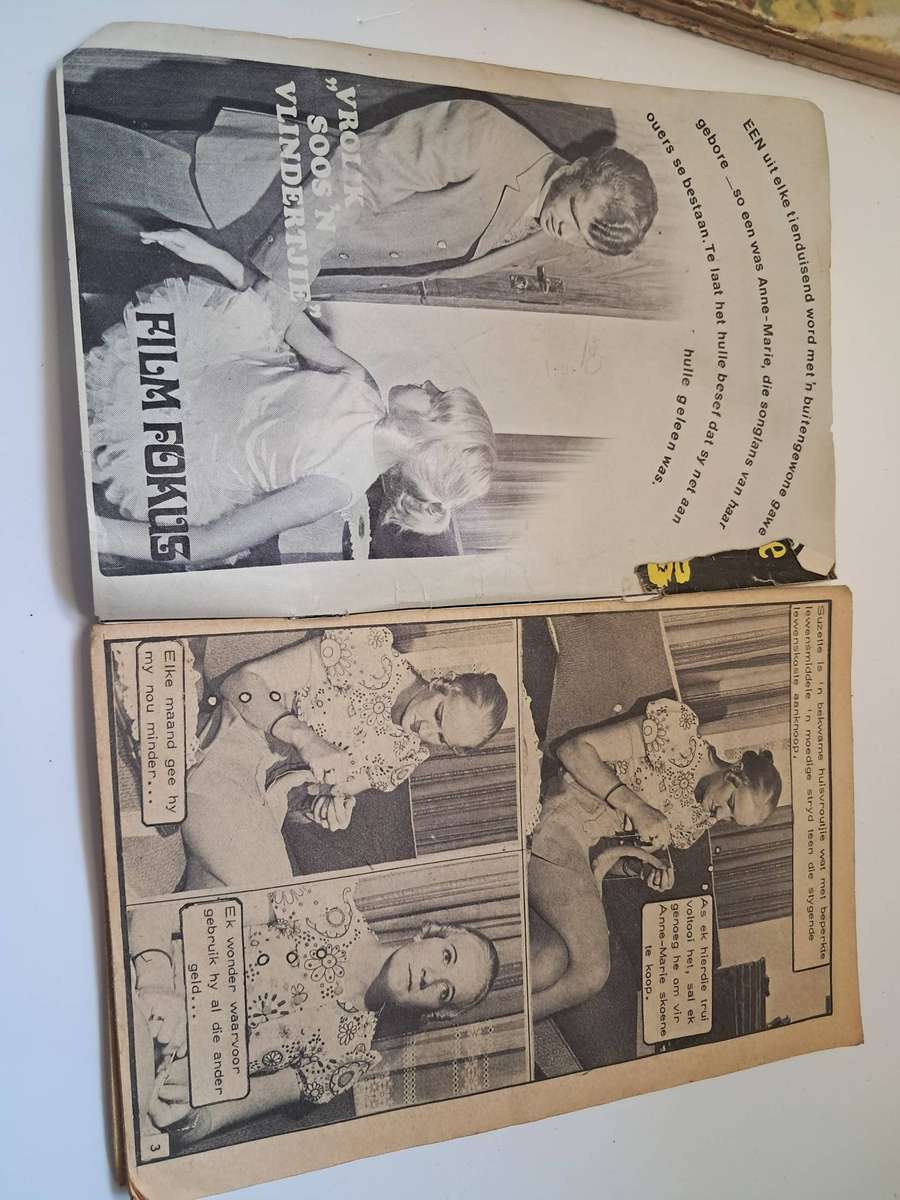 EEN uit elke tienduisend word met 'n buitengewone gawe
gebore — so een was Anne-Marie, die songlans van haar
ouers se bestaan. Te laat het hulle besef dat sy net aan
hulle geleen was.
„VROLIK
SOOS 'N
VLINDERTJIE"
FILM FOKUS
e
Suzelle is 'n bekwame huisvroutjie wat met beperkte
lewensmiddele 'n moedige stryd teen die stygende
lewenskoste aanknoop.
As ek hierdie trui
voltooi het, sal ek
genoeg he om vir
Anne-Marie skoene
te koop.
Elke maand gee hy
my nou minder...
Ek wonder waarvoor
gebruik hy al die ander
geld...
3